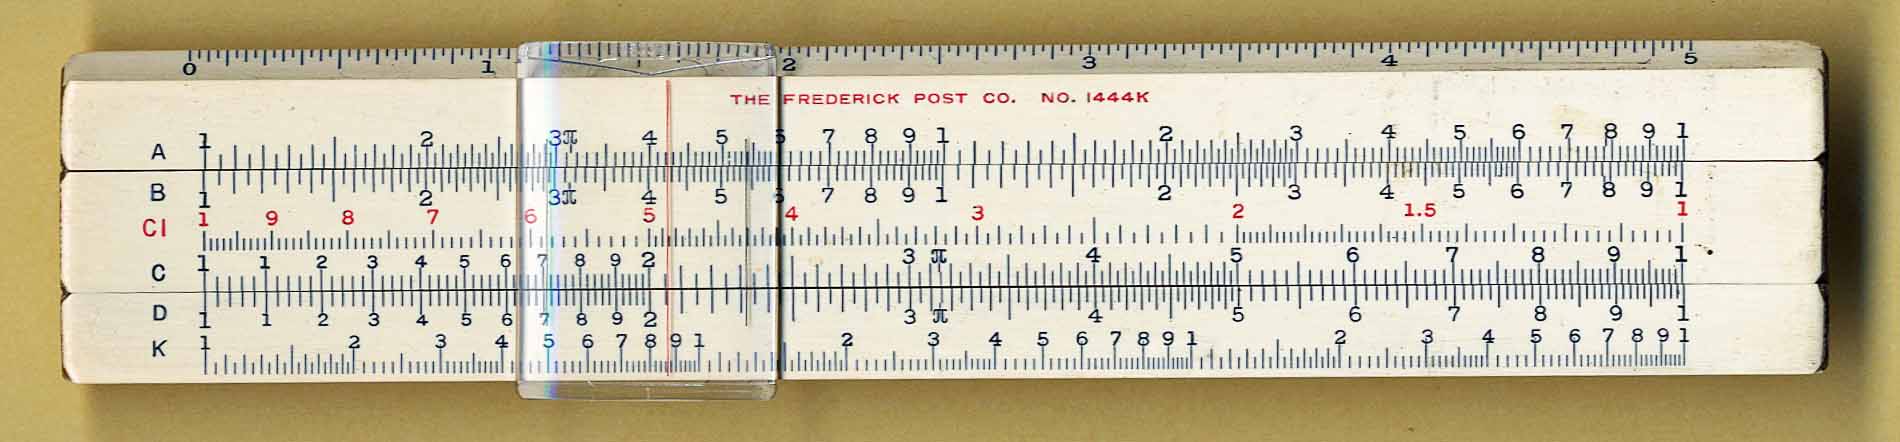 0 1 2 3 4 5
THE FREDERICK POST CO. NO. 1444K
A 1 2 3 π 4 5 6 7 8 9 1 2 3 4 5 6 7 8 9 1
B 1 2 3 π 4 5 6 7 8 9 1 2 3 4 5 6 7 8 9 1
CI 1 9 8 7 6 5 4 3 2 1.5 1
C 1 1 2 3 4 5 6 7 8 9 2 3 π 4 5 6 7 8 9 1
D 1 1 2 3 4 5 6 7 8 9 2 3 π 4 5 6 7 8 9 1
K 1 2 3 4 5 6 7 8 9 1 2 3 4 5 6 7 8 9 1 2 3 4 5 6 7 8 9 1